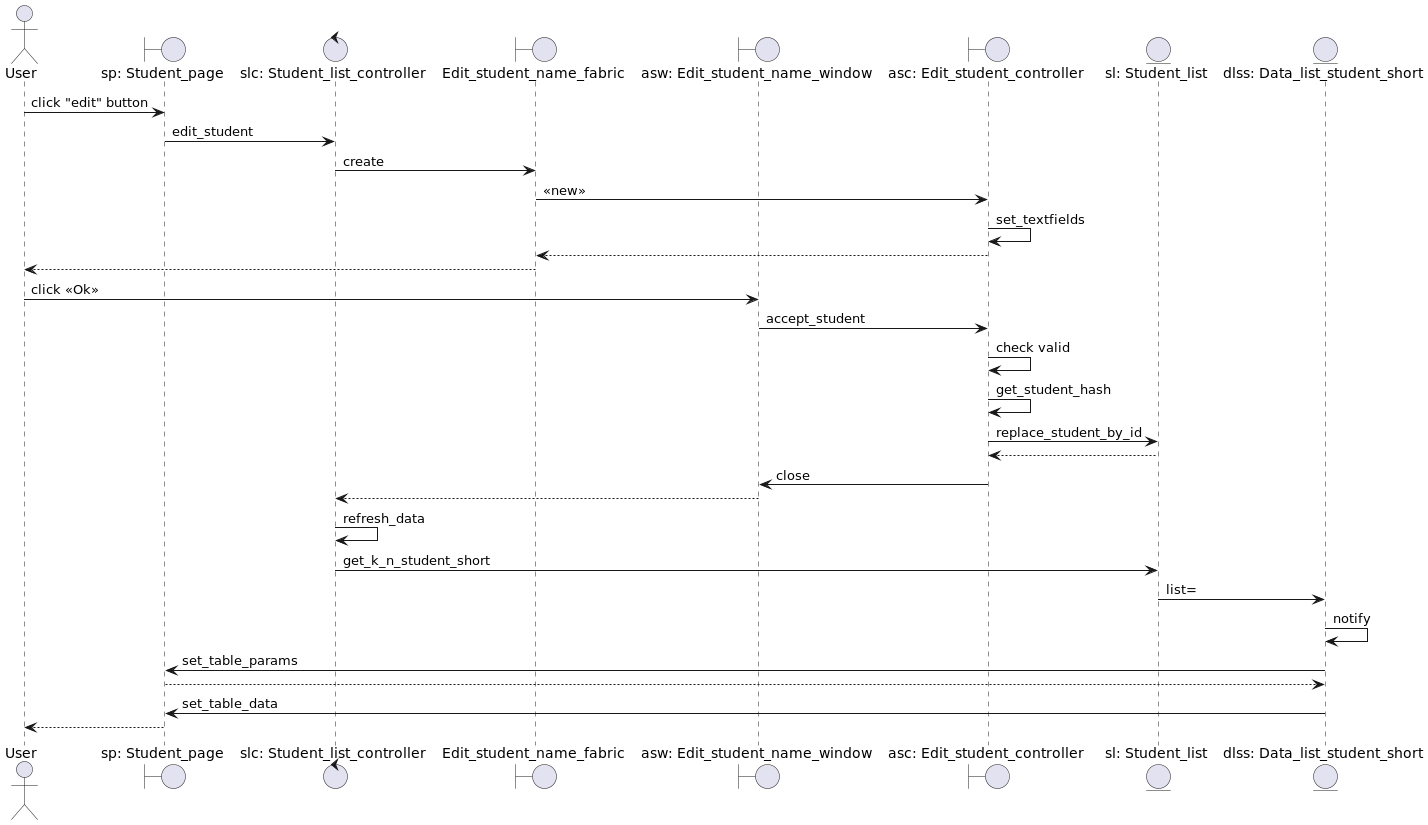 User
sp: Student_page
slc: Student_list_controller
Edit_student_name_fabric
asw: Edit_student_name_window
asc: Edit_student_controller
sl: Student_list
dlss: Data_list_student_short
click "edit" button
edit_student
create
«new»
set_textfields
click «Ok»
accept_student
check valid
get_student_hash
replace_student_by_id
close
refresh_data
get_k_n_student_short
list=
notify
set_table_params
set_table_data
User
sp: Student_page
slc: Student_list_controller
Edit_student_name_fabric
asw: Edit_student_name_window
asc: Edit_student_controller
sl: Student_list
dlss: Data_list_student_short